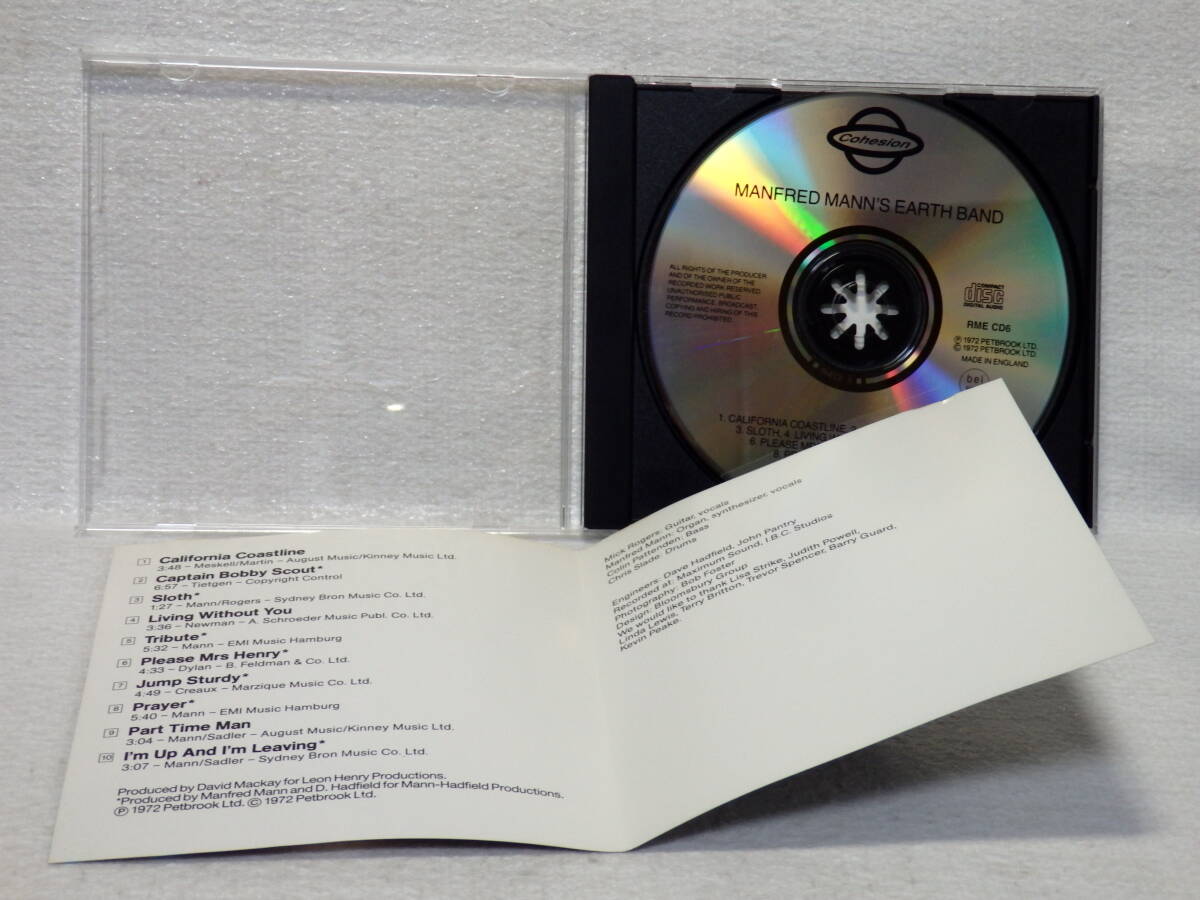 Cohesion
MANFRED MANN'S EARTH BAND
ALL RIGHTS OF THE PRODUCER
AND OF THE OWNER OF THE
RECORDED WORK RESERVED.
UNAUTHORISED PUBLIC
PERFORMANCE, BROADCAST,
COPYING AND HIRING OF THIS
RECORD PROHIBITED.
COMPACT
disc
DIGITAL AUDIO
RME CD6
℗ 1972 PETBROOK LTD.
© 1972 PETBROOK LTD.
MADE IN ENGLAND
bei
1. CALIFORNIA COASTLINE, 2.
3. SLOTH, 4. LIVING
6. PLEASE
8.
1 California Coastline
3:48 – Meskell/Martin – August Music/Kinney Music Ltd.
2 Captain Bobby Scout*
6:57 – Tietgen – Copyright Control
3 Sloth*
1:27 – Mann/Rogers – Sydney Bron Music Co. Ltd.
4 Living Without You
3:36 – Newman – A. Schroeder Music Publ. Co. Ltd.
5 Tribute*
5:32 – Mann – EMI Music Hamburg
6 Please Mrs Henry*
4:33 – Dylan – B. Feldman & Co. Ltd.
7 Jump Sturdy*
4:49 – Creaux – Marzique Music Co. Ltd.
8 Prayer*
5:40 – Mann – EMI Music Hamburg
9 Part Time Man
3:04 – Mann/Sadler – August Music/Kinney Music Ltd.
10 I'm Up And I'm Leaving*
3:07 – Mann/Sadler – Sydney Bron Music Co. Ltd.
Produced by David Mackay for Leon Henry Productions.
*Produced by Manfred Mann and D. Hadfield for Mann-Hadfield Productions.
℗ 1972 Petbrook Ltd. © 1972 Petbrook Ltd.
Mick Rogers: Guitar, vocals
Manfred Mann: Organ, synthesizer, vocals
Colin Pattenden: Bass
Chris Slade: Drums
Engineers: Dave Hadfield, John Pantry
Recorded at: Maximum Sound, I.B.C. Studios
Photography: Bob Foster
Design: Bloomsbury Group
We would like to thank Lisa Strike, Judith Powell,
Linda Lewis, Terry Britton, Trevor Spencer, Barry Guard,
Kevin Peake.